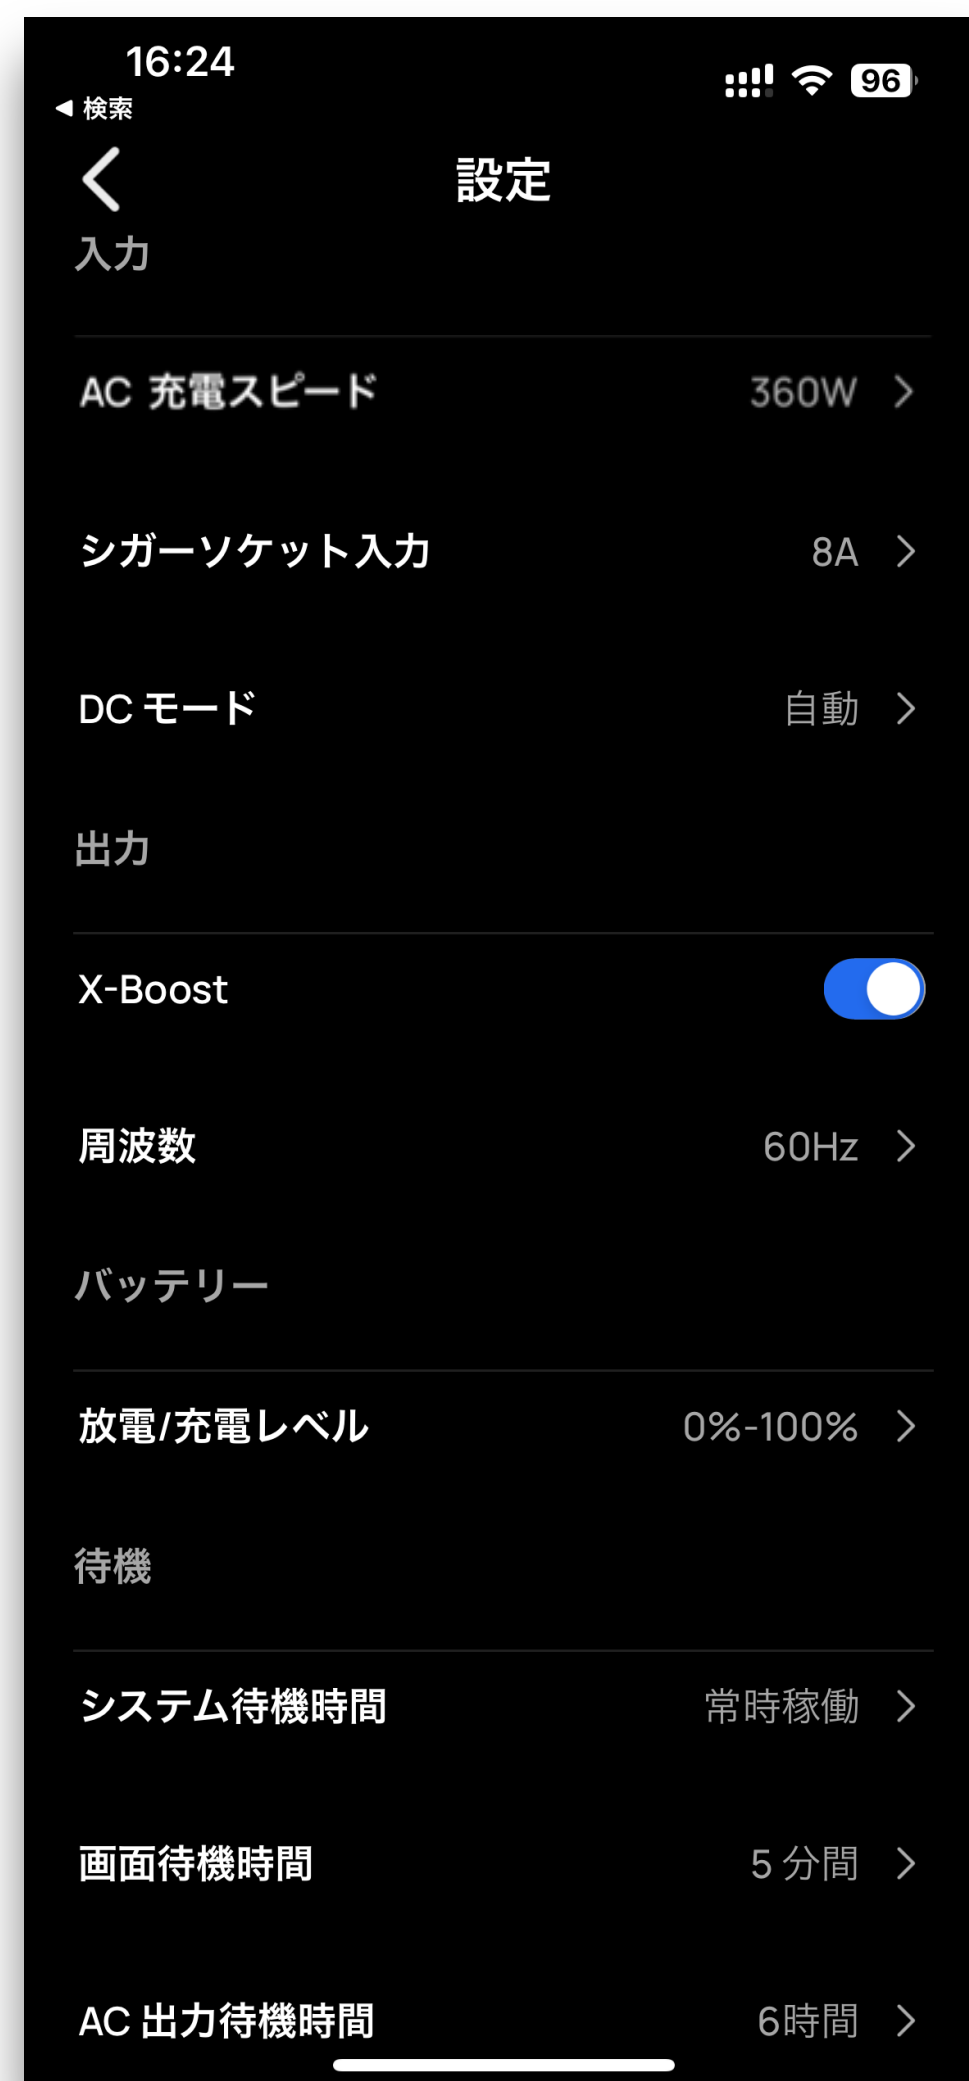 16:24
96
◀ 検索
設定
入力
AC 充電スピード 360W
シガーソケット入力 8A
DC モード 自動
出力
X-Boost
周波数 60Hz
バッテリー
放電/充電レベル 0%-100%
待機
システム待機時間 常時稼働
画面待機時間 5 分間
AC 出力待機時間 6時間